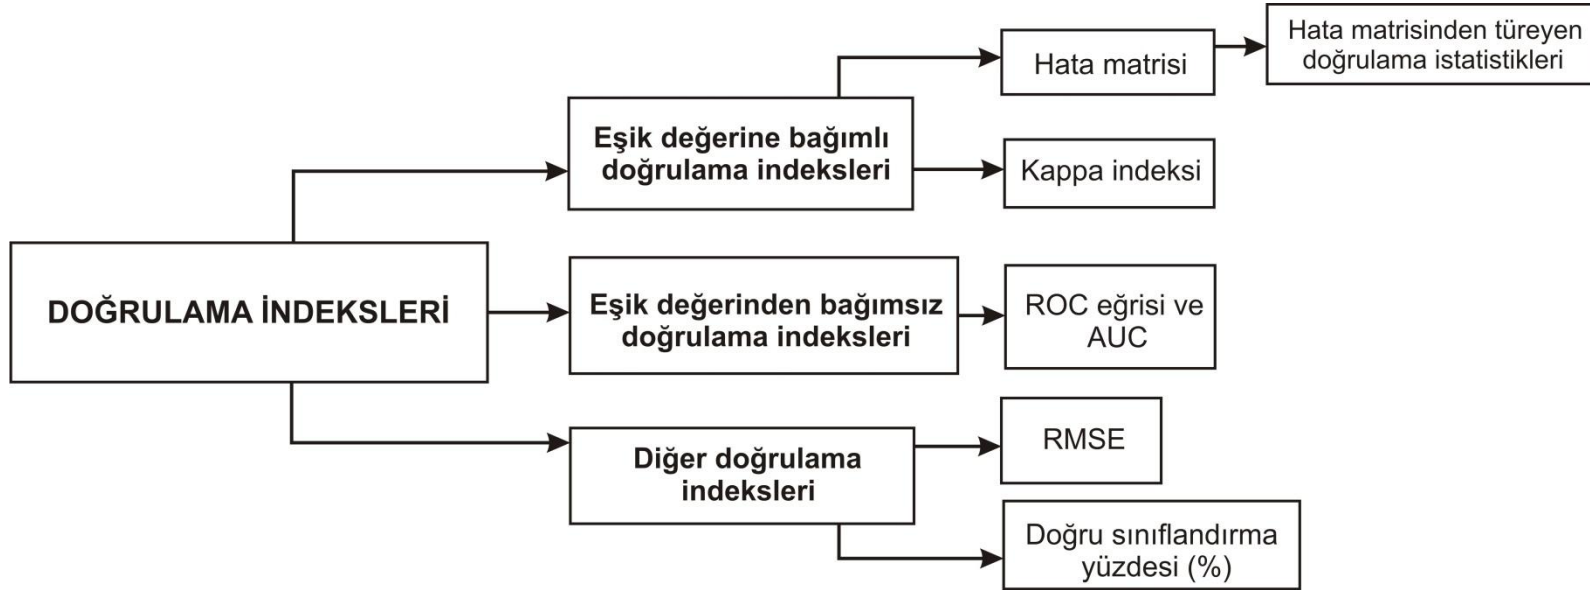 Hata matrisinden türeyen
doğrulama istatistikleri
Hata matrisi
Eşik değerine bağımlı
doğrulama indeksleri
Kappa indeksi
DOĞRULAMA İNDEKSLERİ
Eşik değerinden bağımsız
doğrulama indeksleri
ROC eğrisi ve
AUC
Diğer doğrulama
indeksleri
RMSE
Doğru sınıflandırma
yüzdesi (%)